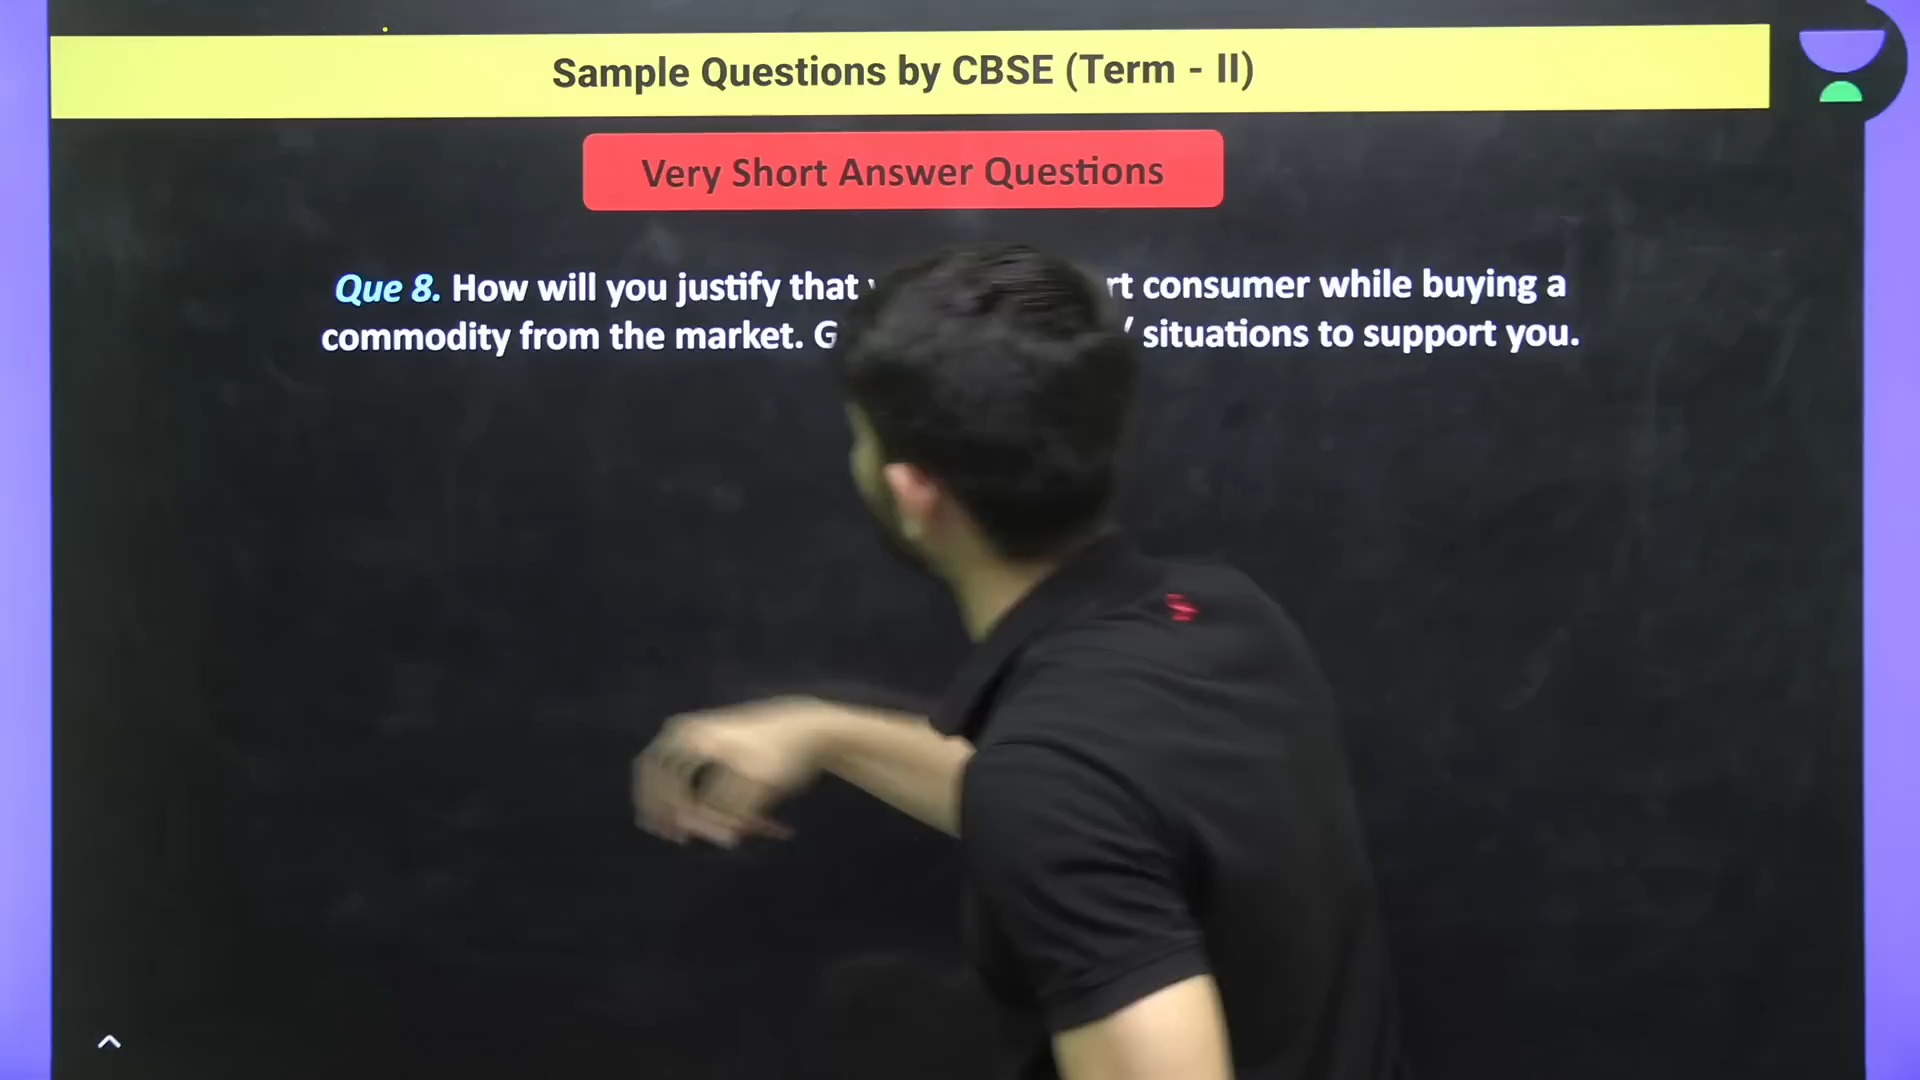 Sample Questions by CBSE (Term - II)
Very Short Answer Questions
Que 8. How will you justify that consumer while buying a
commodity from the market. situations to support you.